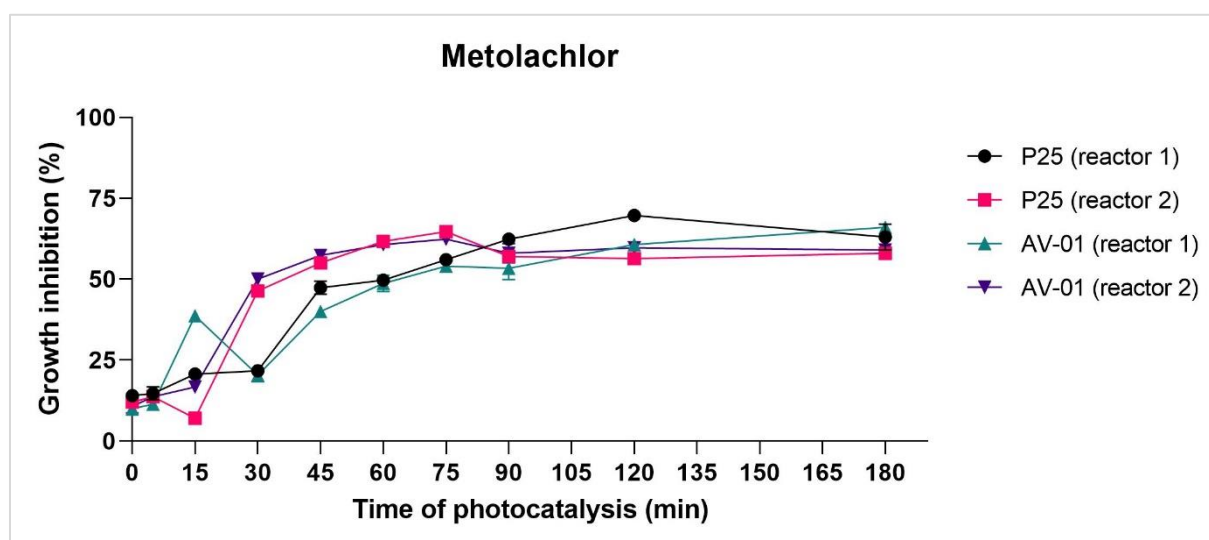 Metolachlor
Growth inhibition (%)
100
75
50
25
0
0 15 30 45 60 75 90 105 120 135 150 165 180
Time of photocatalysis (min)
P25 (reactor 1)
P25 (reactor 2)
AV-01 (reactor 1)
AV-01 (reactor 2)